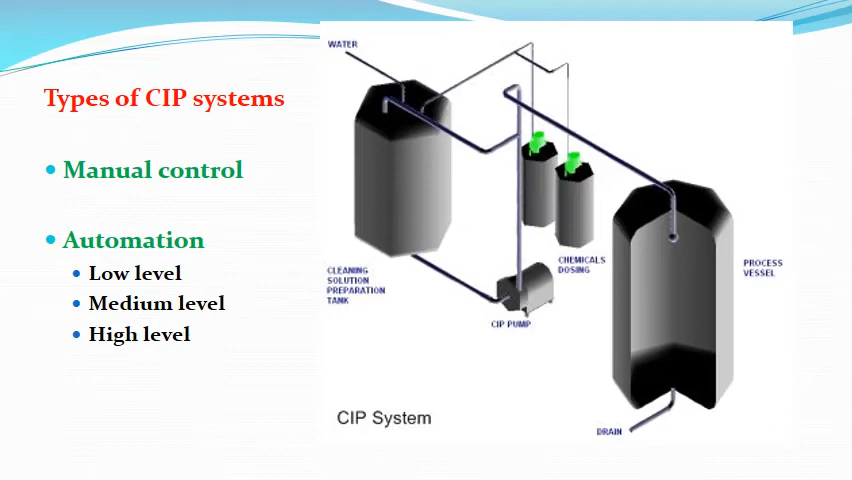 Types of CIP systems
Manual control
Automation
Low level
Medium level
High level
WATER
CLEANING
SOLUTION
PREPARATION
TANK
CHEMICALS
DOSING
CIP PUMP
PROCESS
VESSEL
DRAIN
CIP System